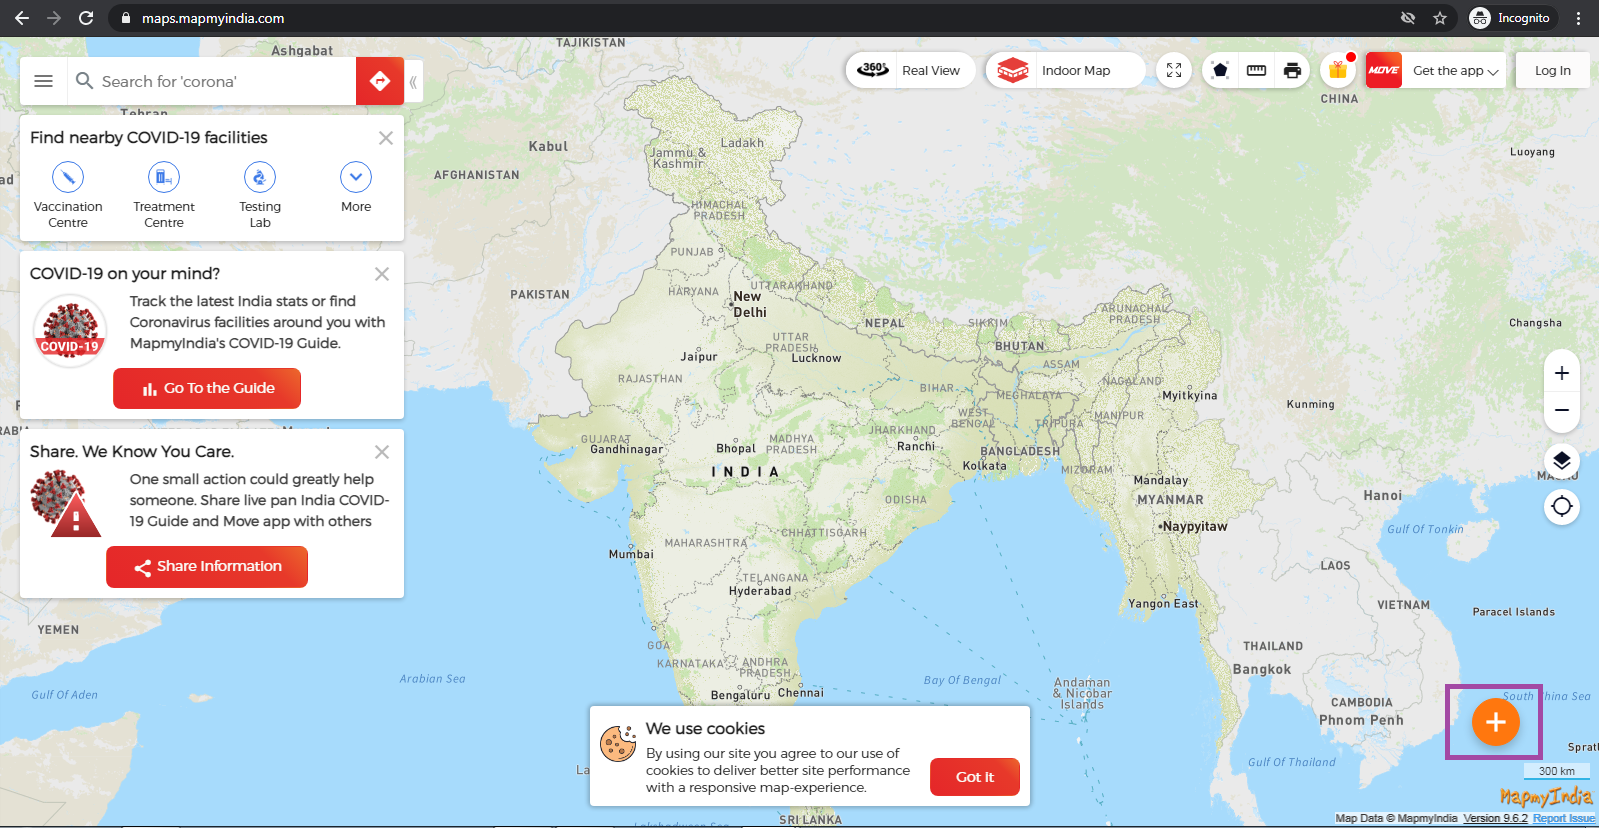 maps.mapmyindia.com
Incognito
Ashgabat
TAJIKISTAN
Search for 'corona'
360°
Real View
Indoor Map
MOVE
Get the app
Log In
CHINA
Tehran
Find nearby COVID-19 facilities
Vaccination
Centre
Treatment
Centre
Testing
Lab
More
Kabul
AFGHANISTAN
Jammu &
Kashmir
Ladakh
Luoyang
HIMACHAL
PRADESH
PUNJAB
COVID-19 on your mind?
Track the latest India stats or find
Coronavirus facilities around you with
MapmyIndia's COVID-19 Guide.
COVID-19
Go To the Guide
PAKISTAN
HARYANA
UTTARAKHAND
New
Delhi
NEPAL
SIKKIM
ARUNACHAL
PRADESH
Changsha
UTTAR
PRADESH
Lucknow
BHUTAN
Jaipur
ASSAM
RAJASTHAN
BIHAR
NAGALAND
MEGHALAYA
Myitkyina
Kunming
WEST
BENGAL
MANIPUR
TRIPURA
JHARKHAND
Share. We Know You Care.
One small action could greatly help
someone. Share live pan India COVID-
19 Guide and Move app with others
Share Information
GUJARAT
Gandhinagar
Bhopal
MADHYA
PRADESH
Ranchi
BANGLADESH
Kolkata
MIZORAM
INDIA
Mandalay
MYANMAR
Hanoi
ODISHA
Naypyitaw
Gulf Of Tonkin
CHHATTISGARH
MAHARASHTRA
Mumbai
LAOS
TELANGANA
Hyderabad
Yangon East
VIETNAM
Paracel Islands
YEMEN
GOA
KARNATAKA
ANDHRA
PRADESH
THAILAND
Bangkok
Arabian Sea
Bay Of Bengal
Andaman
& Nicobar
Islands
Gulf Of Aden
Bengaluru
Chennai
South China Sea
CAMBODIA
Phnom Penh
We use cookies
By using our site you agree to our use of
cookies to deliver better site performance
with a responsive map-experience.
Got It
Gulf Of Thailand
300 km
MapmyIndia
SRI LANKA
Map Data © MapmyIndia Version 9.6.2 Report Issue